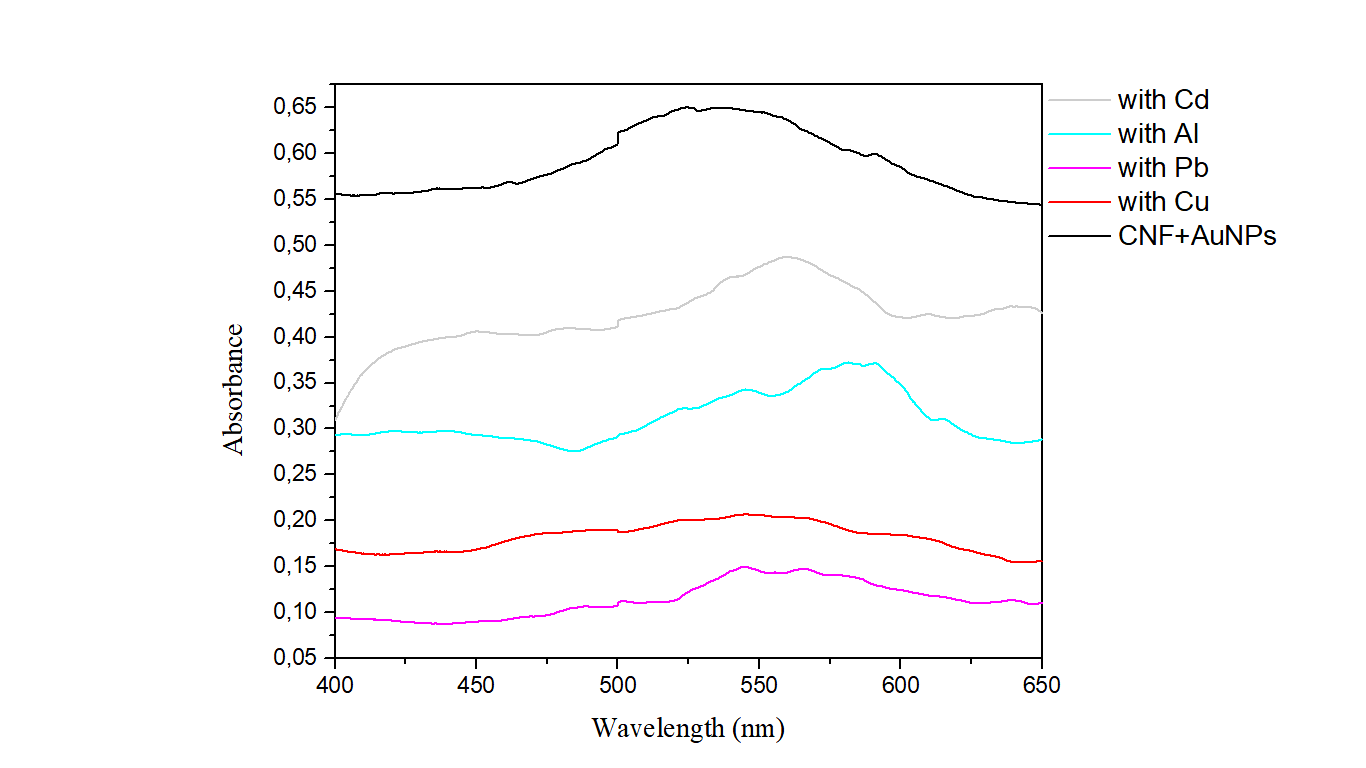 with Cd
with Al
with Pb
with Cu
CNF+AuNPs
Absorbance
0,65
0,60
0,55
0,50
0,45
0,40
0,35
0,30
0,25
0,20
0,15
0,10
0,05
400 450 500 550 600 650
Wavelength (nm)